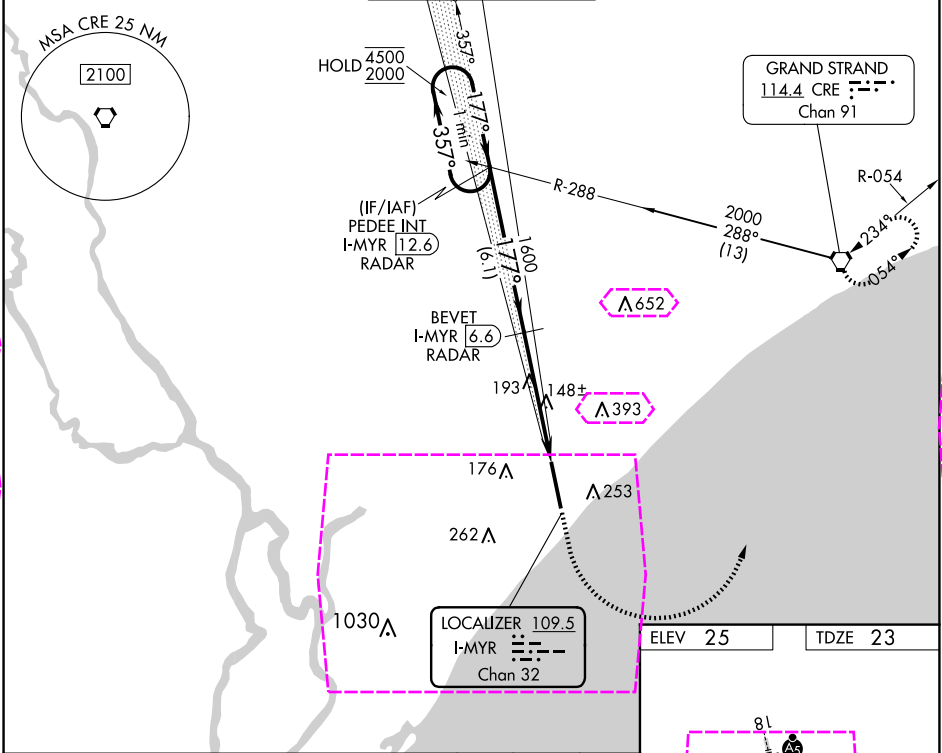 MSA CRE 25 NM
2100
HOLD 4500
2000
357°
177°
1 min
357°
GRAND STRAND
114.4 CRE
Chan 91
R-288
R-054
2000
288°
(13)
234°
054°
(IF/IAF)
PEDEE INT
I-MYR 12.6
RADAR
1600
177°
(6.1)
652
BEVET
I-MYR 6.6
RADAR
193
148±
393
176
253
262
1030
LOCALIZER 109.5
I-MYR
Chan 32
ELEV 25
TDZE 23
18
A5